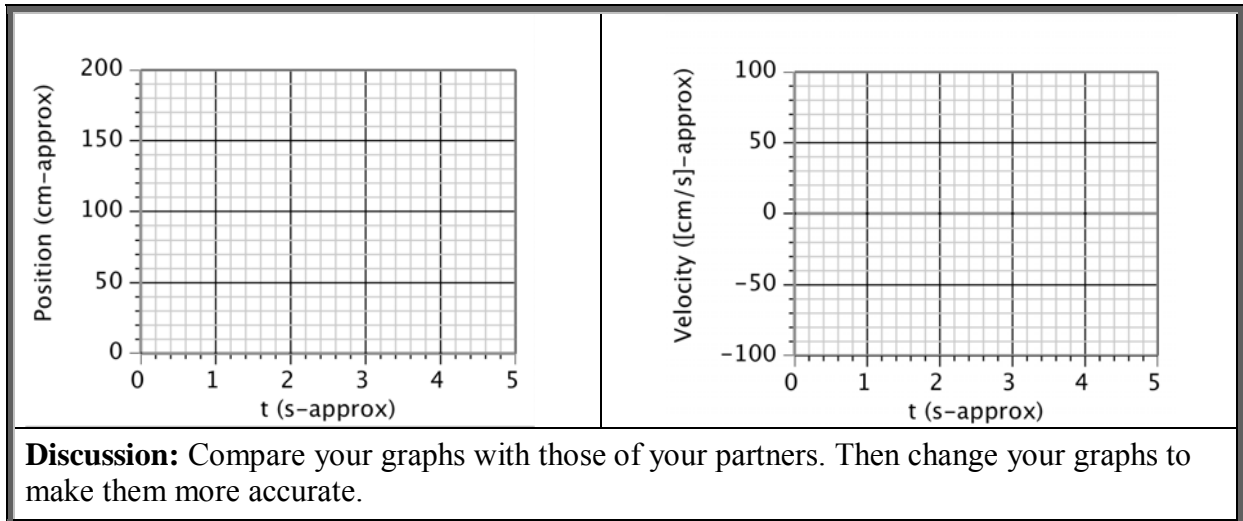 Position (cm-approx)
200
150
100
50
0
0 1 2 3 4 5
t (s-approx)
Velocity ([cm/s]-approx)
100
50
0
-50
-100
0 1 2 3 4 5
t (s-approx)
Discussion: Compare your graphs with those of your partners. Then change your graphs to
make them more accurate.